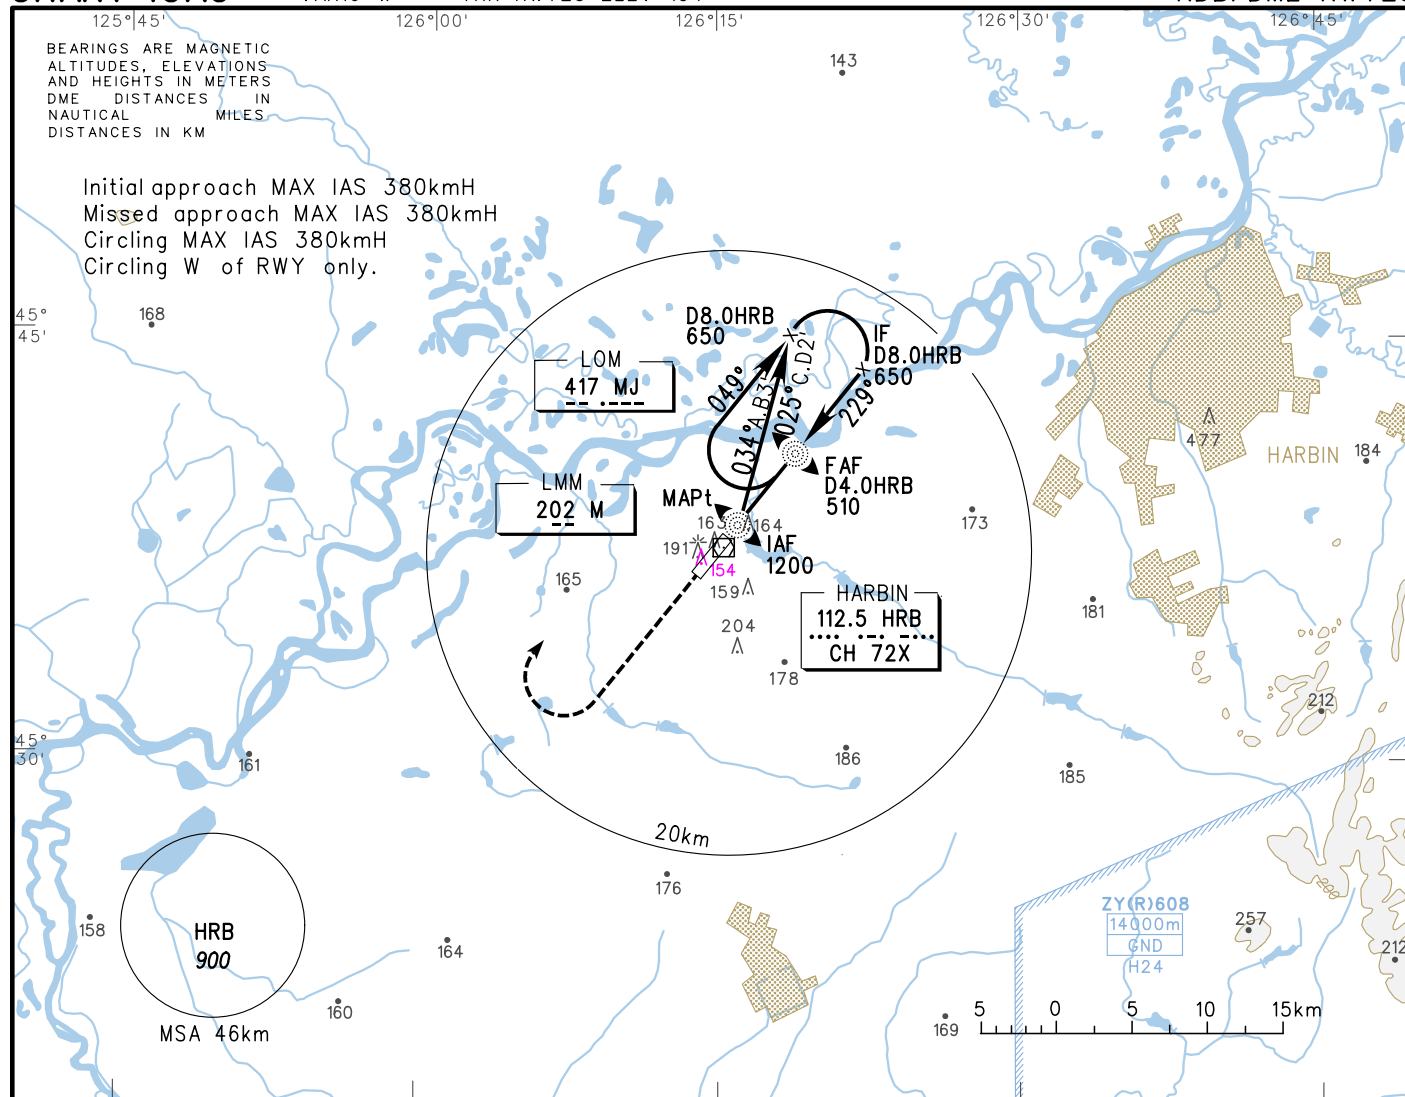 125°45'
126°00'
126°15'
126°30'
126°45'
BEARINGS ARE MAGNETIC
ALTITUDES, ELEVATIONS
AND HEIGHTS IN METERS
DME DISTANCES IN
NAUTICAL MILES
DISTANCES IN KM
143
Initial approach MAX IAS 380kmH
Missed approach MAX IAS 380kmH
Circling MAX IAS 380kmH
Circling W of RWY only.
168
45°
45'
D8.0HRB
650
IF
D8.0HRB
650
LOM
417 MJ
049°
034°
A.B3'
025°
C.D2'
229°
477
HARBIN
184
FAF
D4.0HRB
510
LMM
202 M
MAPt
163
164
173
191
154
IAF
1200
165
159
HARBIN
112.5 HRB
CH 72X
181
204
178
212
45°
30'
161
186
185
20km
176
200
158
HRB
900
164
ZY(R)608
14000m
GND
H24
257
212
160
MSA 46km
169
5 0 5 10 15km